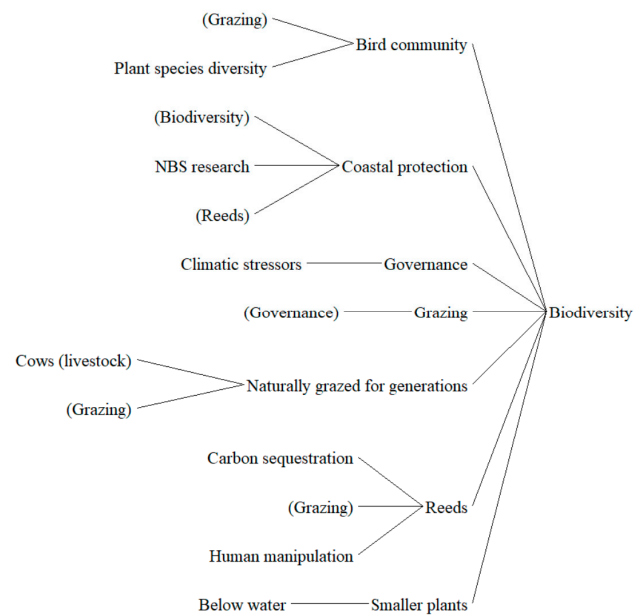 (Grazing)
Bird community
Plant species diversity
(Biodiversity)
NBS research
Coastal protection
(Reeds)
Climatic stressors
Governance
(Governance)
Grazing
Biodiversity
Cows (livestock)
Naturally grazed for generations
(Grazing)
Carbon sequestration
(Grazing)
Reeds
Human manipulation
Below water
Smaller plants